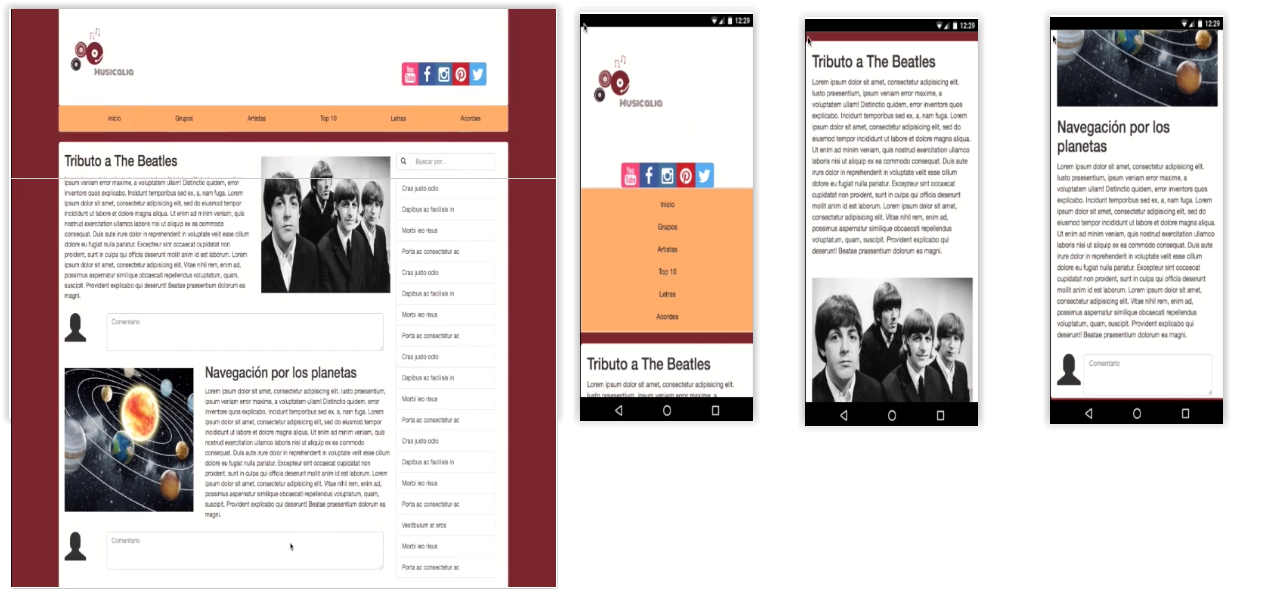 Musicalia
You Tube
Inicio Grupos Artistas Top 10 Letras Acordes
Tributo a The Beatles
ipsum veniam error maxime, a voluptatem ullam! Distinctio quidem, error
inventore quos explicabo. Incidunt temporibus sed ex, a, nam fuga. Lorem
incididunt ut labore et dolore magna aliqua. Ut enim ad minim veniam, quis
nostrud exercitation ullamco laboris nisi ut aliquip ex ea commodo
consequat. Duis aute irure dolor in reprehenderit in voluptate velit esse cillum
dolore eu fugiat nulla pariatur. Excepteur sint occaecat cupidatat non
proident, sunt in culpa qui officia deserunt mollit anim id est laborum. Lorem
ipsum dolor sit amet, consectetur adipisicing elit. Vitae nihil rem, enim ad,
possimus aspernatur similique obcaecati repellendus voluptatum, quam,
suscipit. Provident explicabo qui deserunt! Beatae praesentium dolorum ea
magni.
Comentario
Navegación por los planetas
Lorem ipsum dolor sit amet, consectetur adipisicing elit. Iusto praesentium,
ipsum veniam error maxime, a voluptatem ullam! Distinctio quidem, error
inventore quos explicabo. Incidunt temporibus sed ex, a, nam fuga. Lorem
ipsum dolor sit amet, consectetur adipisicing elit, sed do eiusmod tempor
incididunt ut labore et dolore magna aliqua. Ut enim ad minim veniam, quis
nostrud exercitation ullamco laboris nisi ut aliquip ex ea commodo
consequat. Duis aute irure dolor in reprehenderit in voluptate velit esse cillum
dolore eu fugiat nulla pariatur. Excepteur sint occaecat cupidatat non
proident, sunt in culpa qui officia deserunt mollit anim id est laborum. Lorem
ipsum dolor sit amet, consectetur adipisicing elit. Vitae nihil rem, enim ad,
possimus aspernatur similique obcaecati repellendus voluptatum, quam,
suscipit. Provident explicabo qui deserunt! Beatae praesentium dolorum ea
magni.
Comentario
Buscar por...
Cras justo odio
Dapibus ac facilisis in
Morbi leo risus
Porta ac consectetur ac
Cras justo odio
Dapibus ac facilisis in
Morbi leo risus
Porta ac consectetur ac
Cras justo odio
Dapibus ac facilisis in
Morbi leo risus
Porta ac consectetur ac
Cras justo odio
Dapibus ac facilisis in
Morbi leo risus
Porta ac consectetur ac
Vestibulum at eros
Morbi leo risus
Porta ac consectetur ac
12:29
Musicalia
You Tube
Inicio
Grupos
Artistas
Top 10
Letras
Acordes
Tributo a The Beatles
Lorem ipsum dolor sit amet, consectetur adipisicing elit.
Iusto praesentium, ipsum veniam error maxime, a
12:29
Tributo a The Beatles
Lorem ipsum dolor sit amet, consectetur adipisicing elit.
Iusto praesentium, ipsum veniam error maxime, a
voluptatem ullam! Distinctio quidem, error inventore quos
explicabo. Incidunt temporibus sed ex, a, nam fuga. Lorem
ipsum dolor sit amet, consectetur adipisicing elit, sed do
eiusmod tempor incididunt ut labore et dolore magna
aliqua. Ut enim ad minim veniam, quis nostrud exercitation
ullamco laboris nisi ut aliquip ex ea commodo consequat.
Duis aute irure dolor in reprehenderit in voluptate velit
esse cillum dolore eu fugiat nulla pariatur. Excepteur sint
occaecat cupidatat non proident, sunt in culpa qui officia
deserunt mollit anim id est laborum. Lorem ipsum dolor sit
amet, consectetur adipisicing elit. Vitae nihil rem, enim ad,
possimus aspernatur similique obcaecati repellendus
voluptatum, quam, suscipit. Provident explicabo qui
deserunt! Beatae praesentium dolorum ea magni.
12:29
Navegación por los
planetas
Lorem ipsum dolor sit amet, consectetur adipisicing elit.
Iusto praesentium, ipsum veniam error maxime, a
voluptatem ullam! Distinctio quidem, error inventore quos
explicabo. Incidunt temporibus sed ex, a, nam fuga. Lorem
ipsum dolor sit amet, consectetur adipisicing elit, sed do
eiusmod tempor incididunt ut labore et dolore magna
aliqua. Ut enim ad minim veniam, quis nostrud exercitation
ullamco laboris nisi ut aliquip ex ea commodo consequat.
Duis aute irure dolor in reprehenderit in voluptate velit
esse cillum dolore eu fugiat nulla pariatur. Excepteur sint
occaecat cupidatat non proident, sunt in culpa qui officia
deserunt mollit anim id est laborum. Lorem ipsum dolor sit
amet, consectetur adipisicing elit. Vitae nihil rem, enim ad,
possimus aspernatur similique obcaecati repellendus
voluptatum, quam, suscipit. Provident explicabo qui
deserunt! Beatae praesentium dolorum ea magni.
Comentario